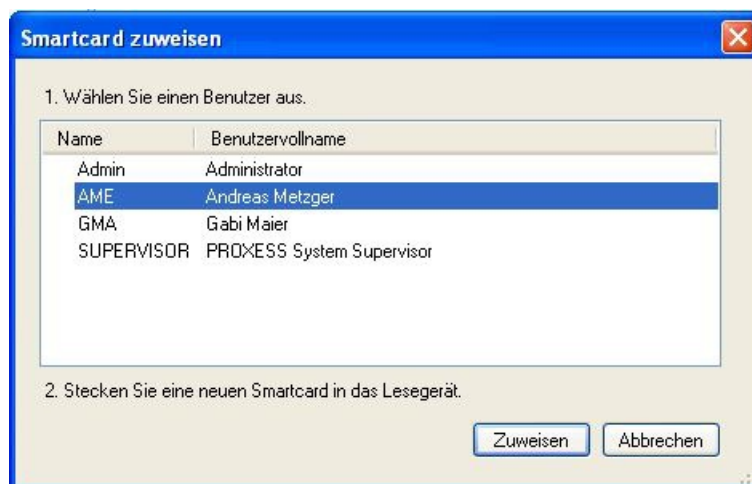 Smartcard zuweisen
1. Wählen Sie einen Benutzer aus.
Name Benutzervollname
Admin Administrator
AME Andreas Metzger
GMA Gabi Maier
SUPERVISOR PROXESS System Supervisor
2. Stecken Sie eine neuen Smartcard in das Lesegerät.
Zuweisen Abbrechen